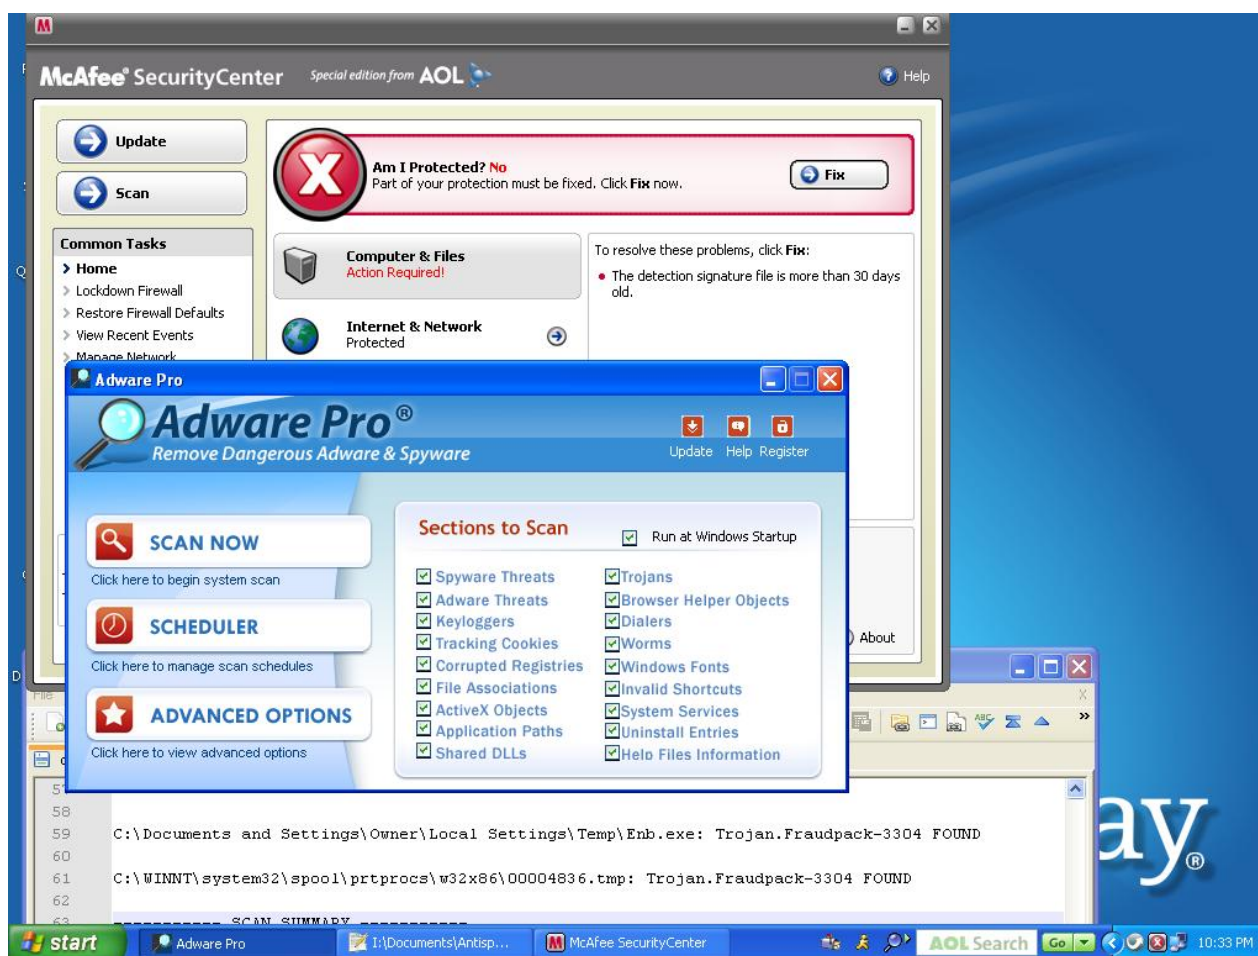 McAfee® SecurityCenter Special edition from AOL
Help
Update
Scan
Am I Protected? No
Part of your protection must be fixed. Click Fix now.
Fix
Common Tasks
Home
Lockdown Firewall
Restore Firewall Defaults
View Recent Events
Manage Network
Computer & Files
Action Required!
Internet & Network
Protected
To resolve these problems, click Fix:
• The detection signature file is more than 30 days
old.
About
Adware Pro
Adware Pro®
Remove Dangerous Adware & Spyware
Update Help Register
SCAN NOW
Click here to begin system scan
SCHEDULER
Click here to manage scan schedules
ADVANCED OPTIONS
Click here to view advanced options
Sections to Scan
Run at Windows Startup
Spyware Threats
Adware Threats
Keyloggers
Tracking Cookies
Corrupted Registries
File Associations
ActiveX Objects
Application Paths
Shared DLLs
Trojans
Browser Helper Objects
Dialers
Worms
Windows Fonts
Invalid Shortcuts
System Services
Uninstall Entries
Help Files Information
File
58
59 C:\Documents and Settings\Owner\Local Settings\Temp\Enb.exe: Trojan.Fraudpack-3304 FOUND
60
61 C:\WINNT\system32\spool\prtprocs\w32x86\00004836.tmp: Trojan.Fraudpack-3304 FOUND
62
63 ----------- SCAN SUMMARY -----------
ay®
start
Adware Pro
I:\Documents\Antisp...
McAfee SecurityCenter
AOL Search
Go
10:33 PM